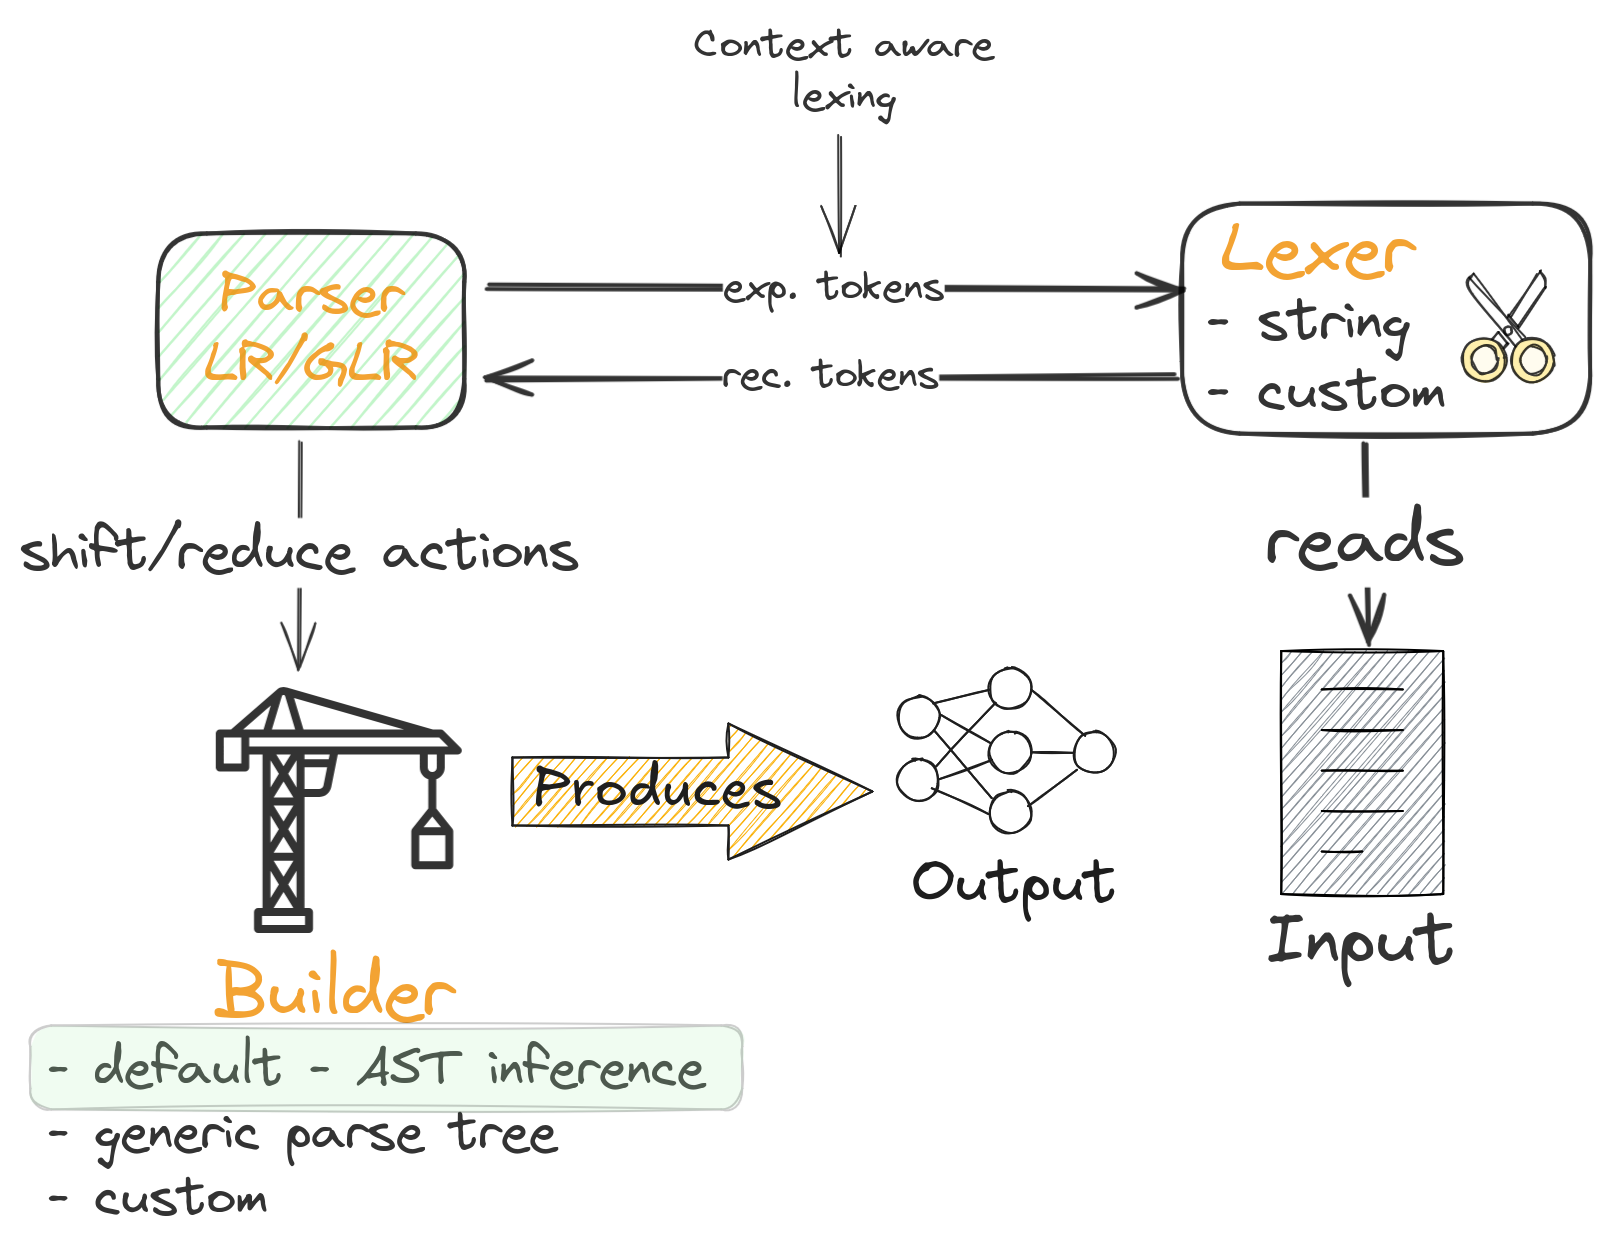 Context aware
lexing
Parser
LR/GLR
exp. tokens
rec. tokens
Lexer
- string
- custom
shift/reduce actions
reads
Produces
Output
Input
Builder
- default - AST inference
- generic parse tree
- custom